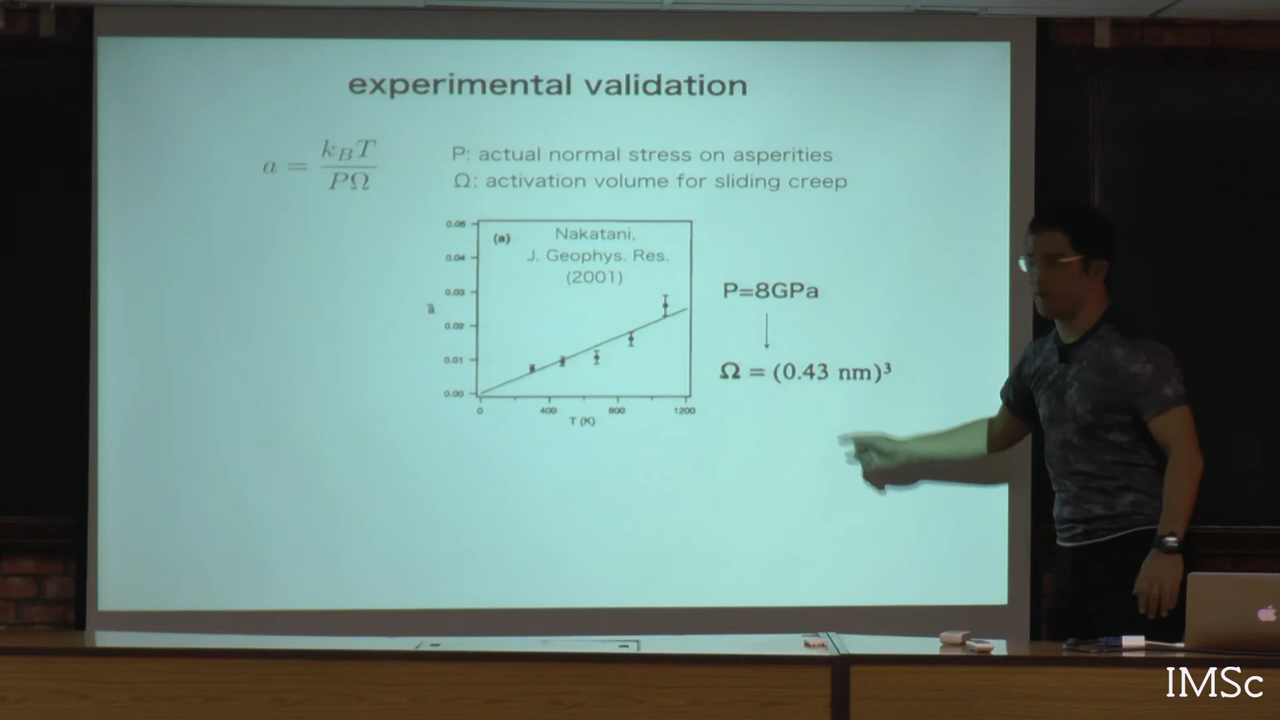 experimental validation
a = k_BT / PΩ
P: actual normal stress on asperities
Ω: activation volume for sliding creep
(a)
Nakatani,
J. Geophys. Res.
(2001)
0.04
0.03
0.02
0.01
0.00
ā
0 400 800 1200
T (K)
P=8GPa
Ω = (0.43 nm)³
IMSc